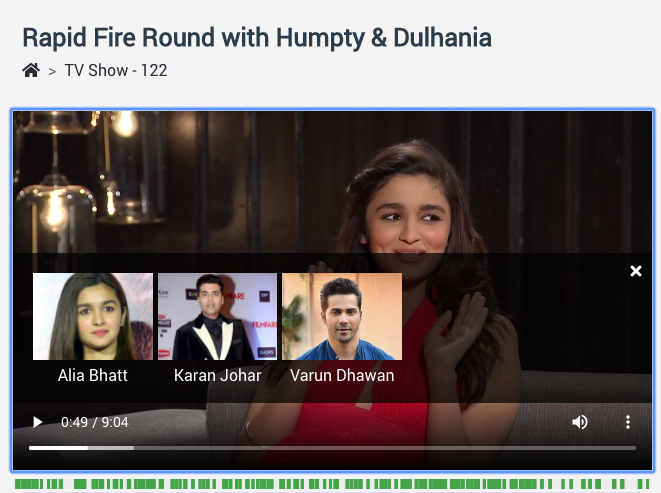 Rapid Fire Round with Humpty & Dulhania
> TV Show - 122
FILMFARE
Alia Bhatt Karan Johar Varun Dhawan
0:49 / 9:04